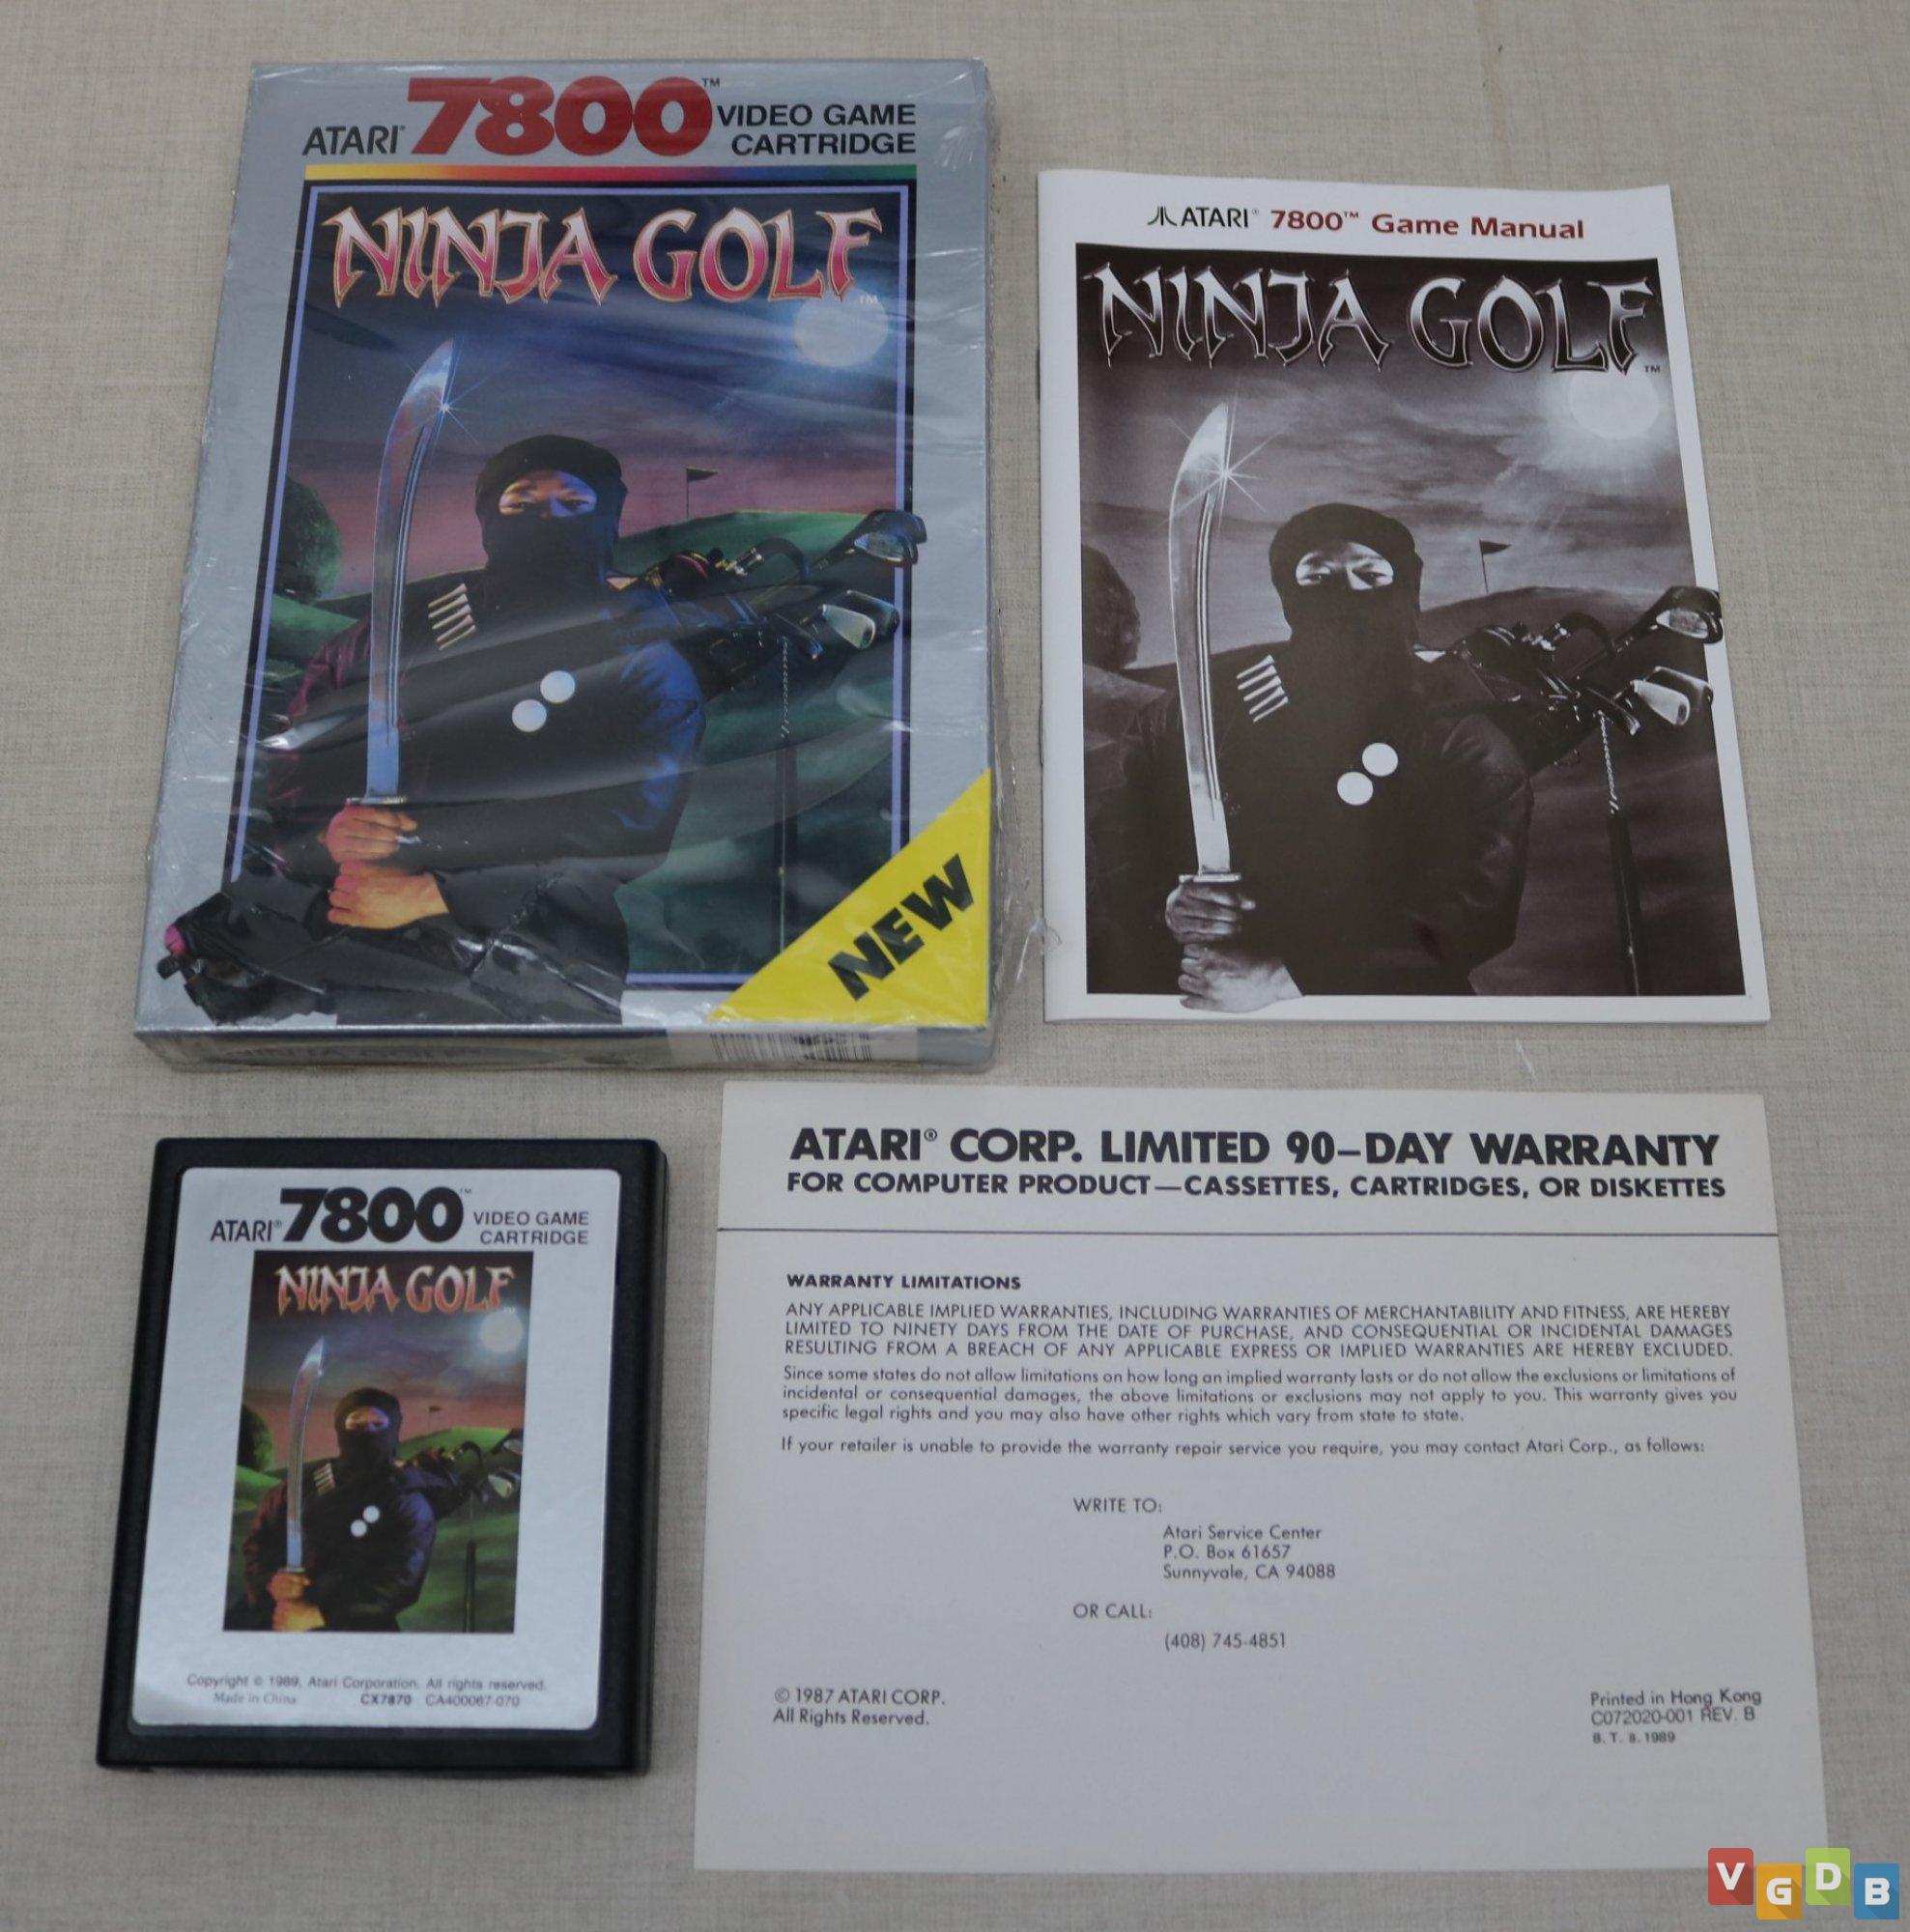 ATARI® 7800™ VIDEO GAME
CARTRIDGE
NINJA GOLF
TM
NEW
ATARI® 7800™ Game Manual
NINJA GOLF
TM
ATARI® 7800™ VIDEO GAME
CARTRIDGE
NINJA GOLF
Copyright © 1989, Atari Corporation. All rights reserved.
Made in China CX7870 CA400067-070
ATARI® CORP. LIMITED 90-DAY WARRANTY
FOR COMPUTER PRODUCT—CASSETTES, CARTRIDGES, OR DISKETTES
WARRANTY LIMITATIONS
ANY APPLICABLE IMPLIED WARRANTIES, INCLUDING WARRANTIES OF MERCHANTABILITY AND FITNESS, ARE HEREBY
LIMITED TO NINETY DAYS FROM THE DATE OF PURCHASE, AND CONSEQUENTIAL OR INCIDENTAL DAMAGES
RESULTING FROM A BREACH OF ANY APPLICABLE EXPRESS OR IMPLIED WARRANTIES ARE HEREBY EXCLUDED.
Since some states do not allow limitations on how long an implied warranty lasts or do not allow the exclusions or limitations of
incidental or consequential damages, the above limitations or exclusions may not apply to you. This warranty gives you
specific legal rights and you may also have other rights which vary from state to state.
If your retailer is unable to provide the warranty repair service you require, you may contact Atari Corp., as follows:
WRITE TO:
Atari Service Center
P.O. Box 61657
Sunnyvale, CA 94088
OR CALL:
(408) 745-4851
© 1987 ATARI CORP.
All Rights Reserved.
Printed in Hong Kong
C072020-001 REV. B
B. T. 8. 1989
VGDB